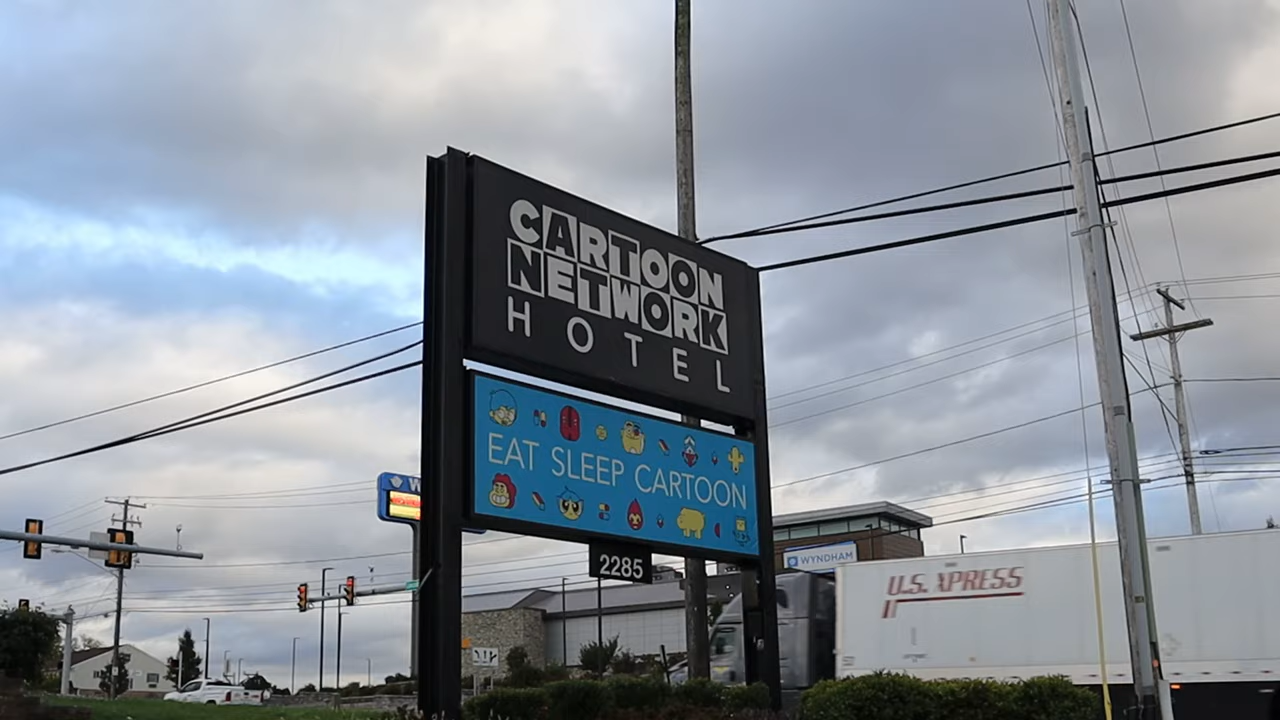 CARTOON
NETWORK
HOTEL
EAT SLEEP CARTOON
2285
W
WYNDHAM
U.S. XPRESS